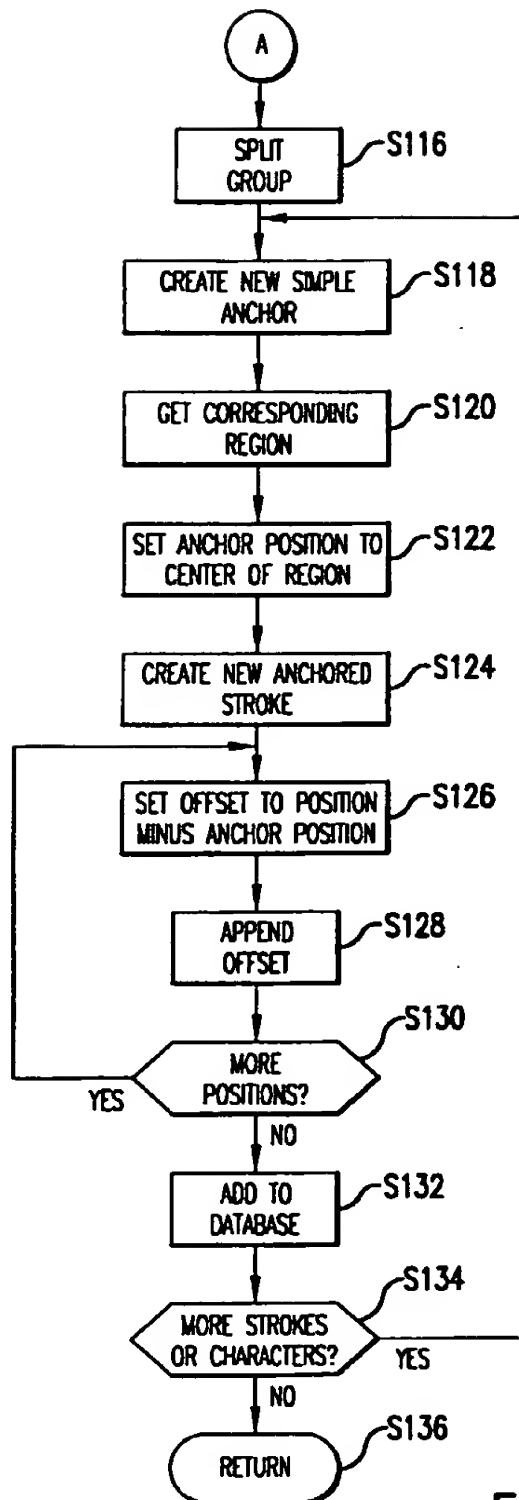 A
SPLIT
GROUP
S116
CREATE NEW SIMPLE
ANCHOR
S118
GET CORRESPONDING
REGION
S120
SET ANCHOR POSITION TO
CENTER OF REGION
S122
CREATE NEW ANCHORED
STROKE
S124
SET OFFSET TO POSITION
MINUS ANCHOR POSITION
S126
APPEND
OFFSET
S128
MORE
POSITIONS?
S130
YES
NO
ADD TO
DATABASE
S132
MORE STROKES
OR CHARACTERS?
S134
YES
NO
RETURN
S136